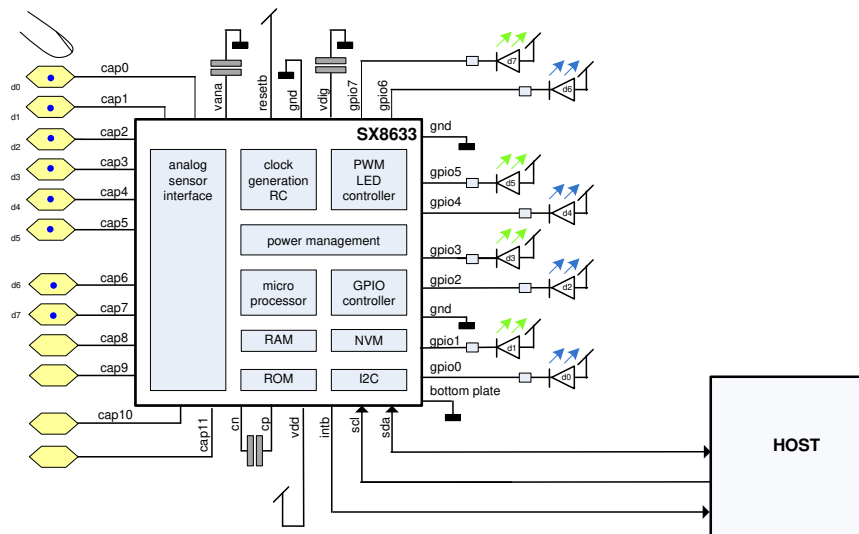 cap0
d0
cap1
d1
cap2
d2
cap3
d3
cap4
d4
cap5
d5
cap6
d6
cap7
d7
cap8
cap9
cap10
cap11
vana
resetb
gnd
vdig
gpio7
gpio6
d7
d6
SX8633
analog
sensor
interface
clock
generation
RC
PWM
LED
controller
power management
micro
processor
GPIO
controller
RAM
NVM
ROM
I2C
gnd
gpio5
d5
gpio4
d4
gpio3
d3
gpio2
d2
gnd
gpio1
d1
gpio0
d0
bottom plate
cn
cp
vdd
intb
scl
sda
HOST